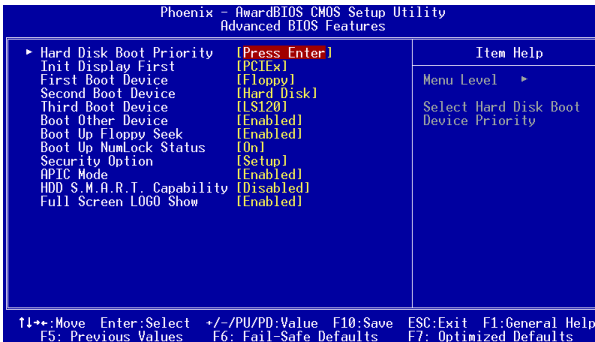 Phoenix - AwardBIOS CMOS Setup Utility
Advanced BIOS Features
► Hard Disk Boot Priority [Press Enter]
Init Display First [PCIEx]
First Boot Device [Floppy]
Second Boot Device [Hard Disk]
Third Boot Device [LS120]
Boot Other Device [Enabled]
Boot Up Floppy Seek [Enabled]
Boot Up NumLock Status [On]
Security Option [Setup]
APIC Mode [Enabled]
HDD S.M.A.R.T. Capability [Disabled]
Full Screen LOGO Show [Enabled]
Item Help
Menu Level ►
Select Hard Disk Boot
Device Priority
↑↓→←:Move Enter:Select +/-/PU/PD:Value F10:Save ESC:Exit F1:General Help
F5: Previous Values F6: Fail-Safe Defaults F7: Optimized Defaults